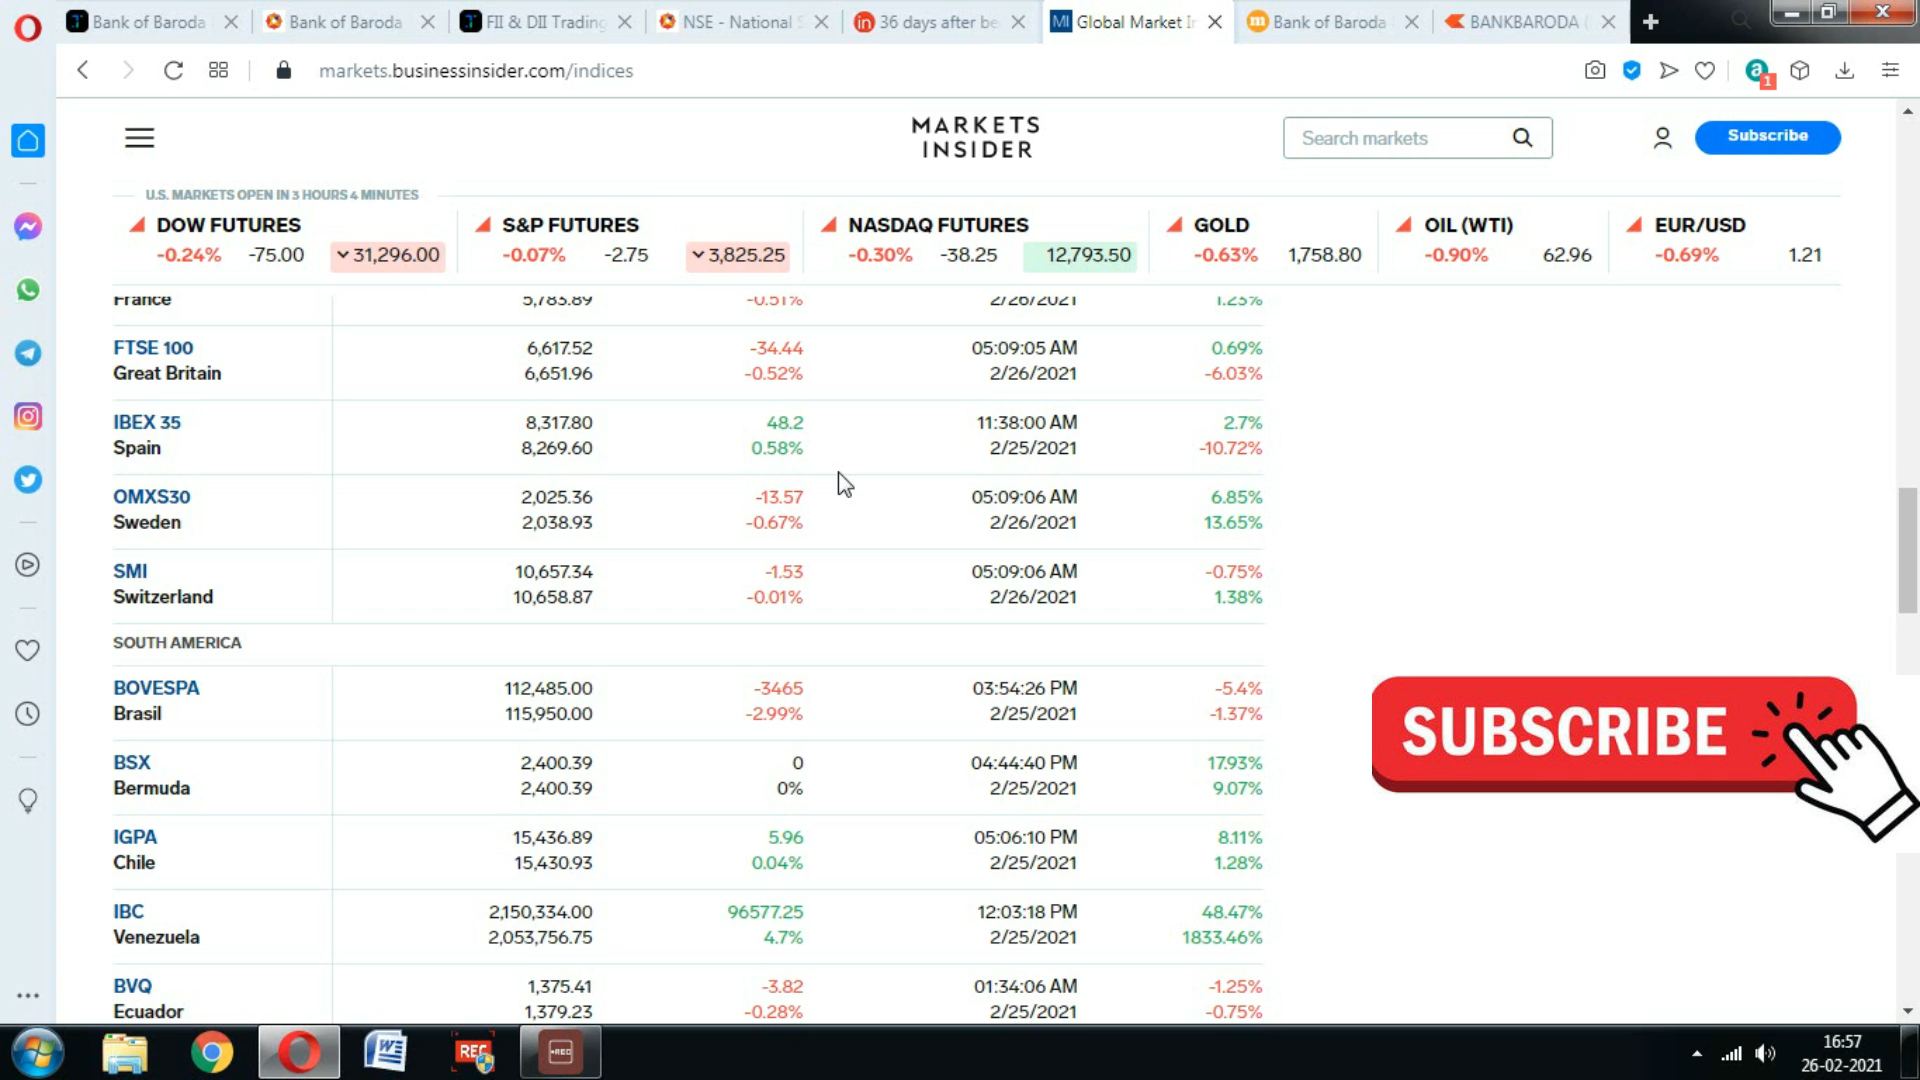 Bank of Baroda
Bank of Baroda
FII & DII Trading
NSE - National S
36 days after be
Global Market In
Bank of Baroda
BANKBARODA (
markets.businessinsider.com/indices
1
MARKETS
INSIDER
Search markets
Subscribe
U.S. MARKETS OPEN IN 3 HOURS 4 MINUTES
DOW FUTURES
-0.24% -75.00 31,296.00
S&P FUTURES
-0.07% -2.75 3,825.25
NASDAQ FUTURES
-0.30% -38.25 12,793.50
GOLD
-0.63% 1,758.80
OIL (WTI)
-0.90% 62.96
EUR/USD
-0.69% 1.21
France 5,783.89 -0.51% 2/26/2021 1.23%
FTSE 100 6,617.52 -34.44 05:09:05 AM 0.69%
Great Britain 6,651.96 -0.52% 2/26/2021 -6.03%
IBEX 35 8,317.80 48.2 11:38:00 AM 2.7%
Spain 8,269.60 0.58% 2/25/2021 -10.72%
OMXS30 2,025.36 -13.57 05:09:06 AM 6.85%
Sweden 2,038.93 -0.67% 2/26/2021 13.65%
SMI 10,657.34 -1.53 05:09:06 AM -0.75%
Switzerland 10,658.87 -0.01% 2/26/2021 1.38%
SOUTH AMERICA
BOVESPA 112,485.00 -3465 03:54:26 PM -5.4%
Brasil 115,950.00 -2.99% 2/25/2021 -1.37%
BSX 2,400.39 0 04:44:40 PM 17.93%
Bermuda 2,400.39 0% 2/25/2021 9.07%
IGPA 15,436.89 5.96 05:06:10 PM 8.11%
Chile 15,430.93 0.04% 2/25/2021 1.28%
IBC 2,150,334.00 96577.25 12:03:18 PM 48.47%
Venezuela 2,053,756.75 4.7% 2/25/2021 1833.46%
BVQ 1,375.41 -3.82 01:34:06 AM -1.25%
Ecuador 1,379.23 -0.28% 2/25/2021 -0.75%
SUBSCRIBE
REC
REC
16:57
26-02-2021